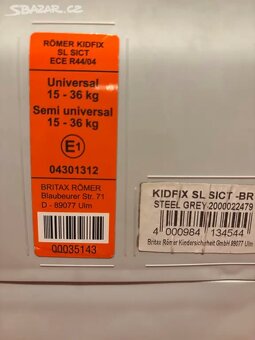 SBAZAR.CZ
RÖMER KIDFIX
SL SICT
ECE R44/04
Universal
15 - 36 kg
Semi universal
15 - 36 kg
E1
04301312
BRITAX RÖMER
Blaubeurer Str. 71
D - 89077 Ulm
00035143
KIDFIX SL SICT -BR
STEEL GREY 2000022479
4 000984 134544
Britax Römer Kindersicherheit GmbH 89077 Ulm